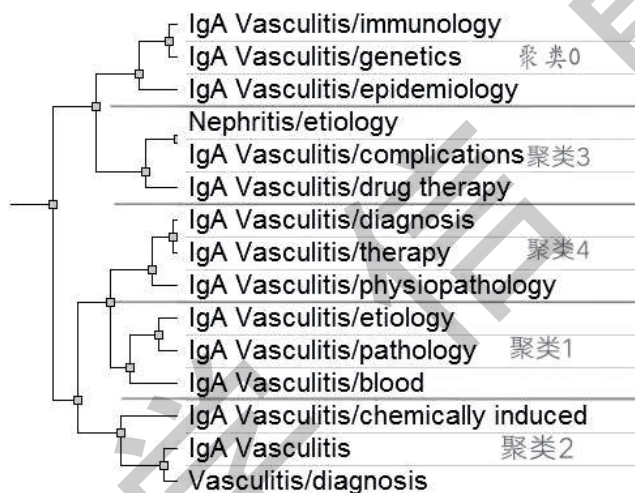 IgA Vasculitis/immunology
IgA Vasculitis/genetics 聚类0
IgA Vasculitis/epidemiology
Nephritis/etiology
IgA Vasculitis/complications 聚类3
IgA Vasculitis/drug therapy
IgA Vasculitis/diagnosis
IgA Vasculitis/therapy 聚类4
IgA Vasculitis/physiopathology
IgA Vasculitis/etiology
IgA Vasculitis/pathology 聚类1
IgA Vasculitis/blood
IgA Vasculitis/chemically induced
IgA Vasculitis 聚类2
Vasculitis/diagnosis